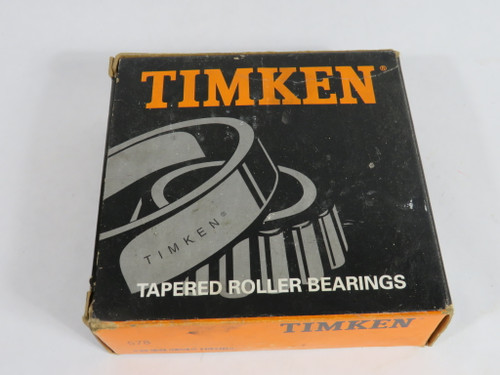 TIMKEN®
TIMKEN®
TAPERED ROLLER BEARINGS
TIMKEN